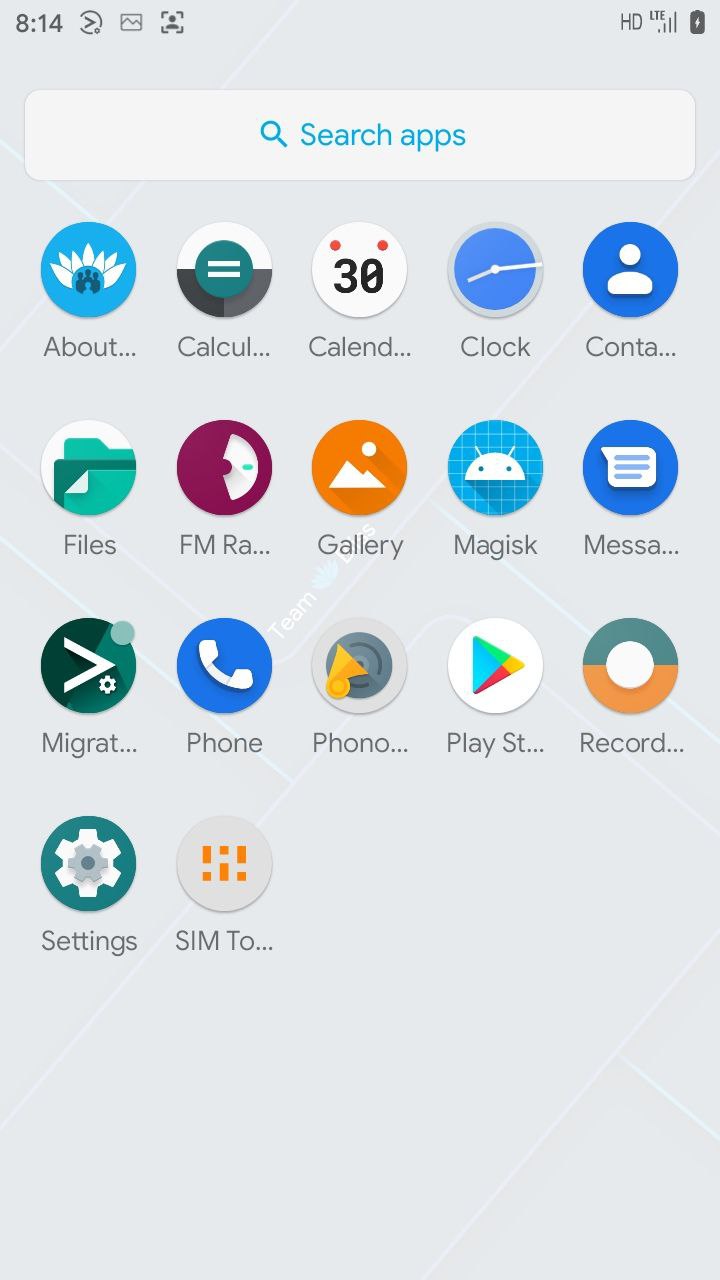 8:14 HD LTE
Search apps
30
About... Calcul... Calend... Clock Conta...
Files FM Ra... Gallery Magisk Messa...
Team
Migrat... Phone Phono... Play St... Record...
Settings SIM To...